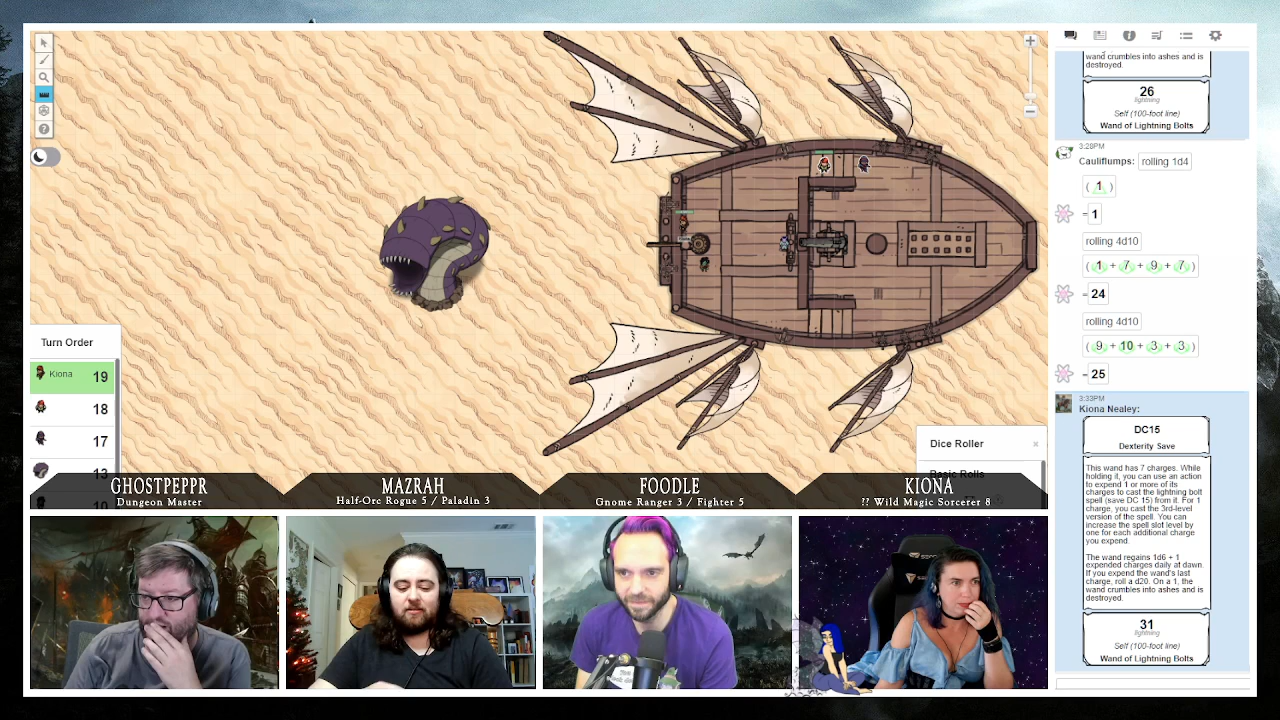 wand crumbles into ashes and is
destroyed.
26
lightning
Self (100-foot line)
Wand of Lightning Bolts
3:28PM
Cauliflumps: rolling 1d4
( 1 )
= 1
rolling 4d10
( 1 + 7 + 9 + 7 )
= 24
rolling 4d10
( 9 + 10 + 3 + 3 )
= 25
3:33PM
Kiona Nealey:
DC15
Dexterity Save
This wand has 7 charges. While
holding it, you can use an action
to expend 1 or more of its
charges to cast the lightning bolt
spell (save DC 15) from it. For 1
charge, you cast the 3rd-level
version of the spell. You can
increase the spell slot level by
one for each additional charge
you expend.
The wand regains 1d6 + 1
expended charges daily at dawn.
If you expend the wand's last
charge, roll a d20. On a 1, the
wand crumbles into ashes and is
destroyed.
31
lightning
Self (100-foot line)
Wand of Lightning Bolts
Turn Order
Kiona 19
18
17
13
10
Dice Roller ×
Basic Rolls
GHOSTPEPPR
Dungeon Master
MAZRAH
Half-Orc Rogue 5 / Paladin 3
FOODLE
Gnome Ranger 3 / Fighter 5
KIONA
?? Wild Magic Sorcerer 8